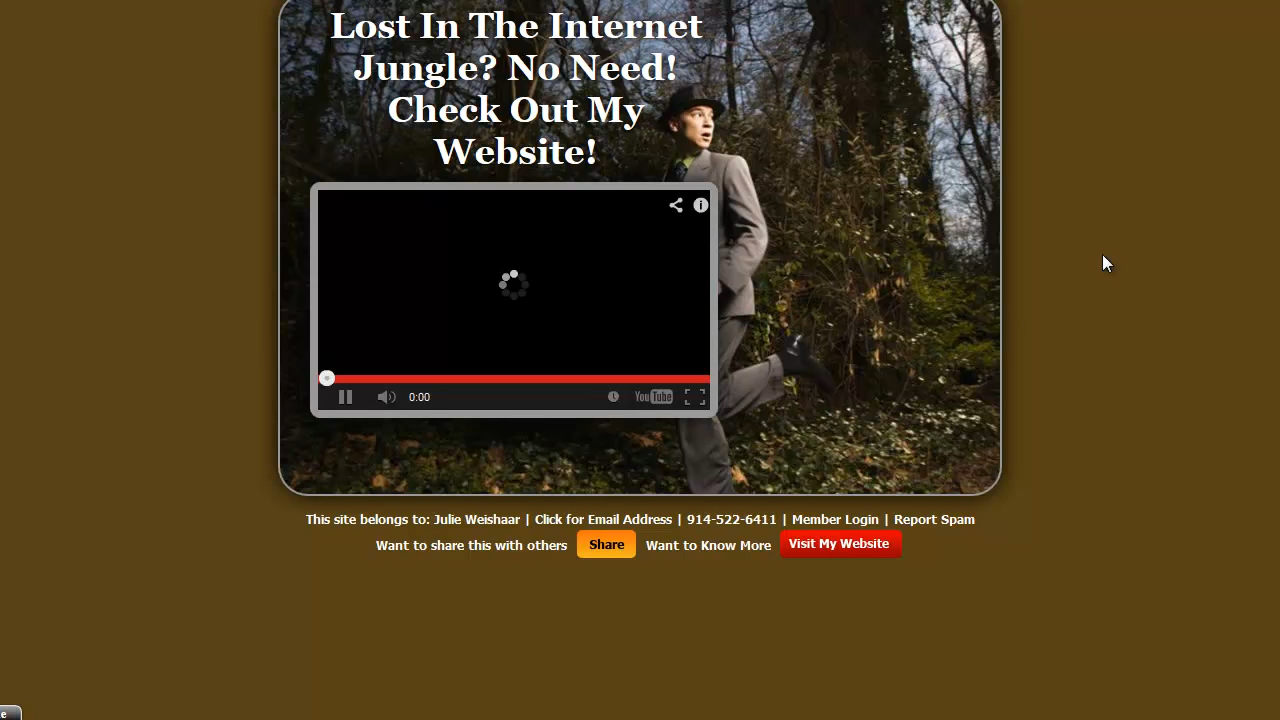 Lost In The Internet
Jungle? No Need!
Check Out My
Website!
0:00
YouTube
This site belongs to: Julie Weishaar | Click for Email Address | 914-522-6411 | Member Login | Report Spam
Want to share this with others Share Want to Know More Visit My Website
e